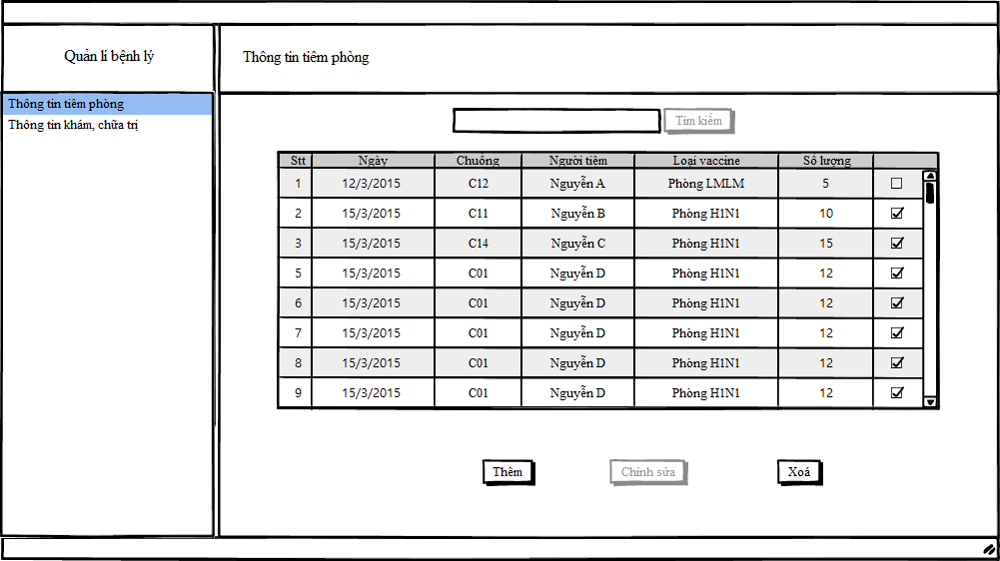 Quản lí bệnh lý
Thông tin tiêm phòng
Thông tin tiêm phòng
Thông tin khám, chữa trị
Tìm kiếm
Stt Ngày Chuồng Người tiêm Loại vaccine Số lượng
1 12/3/2015 C12 Nguyễn A Phòng LMLM 5
2 15/3/2015 C11 Nguyễn B Phòng H1N1 10
3 15/3/2015 C14 Nguyễn C Phòng H1N1 15
5 15/3/2015 C01 Nguyễn D Phòng H1N1 12
6 15/3/2015 C01 Nguyễn D Phòng H1N1 12
7 15/3/2015 C01 Nguyễn D Phòng H1N1 12
8 15/3/2015 C01 Nguyễn D Phòng H1N1 12
9 15/3/2015 C01 Nguyễn D Phòng H1N1 12
Thêm Chỉnh sửa Xoá